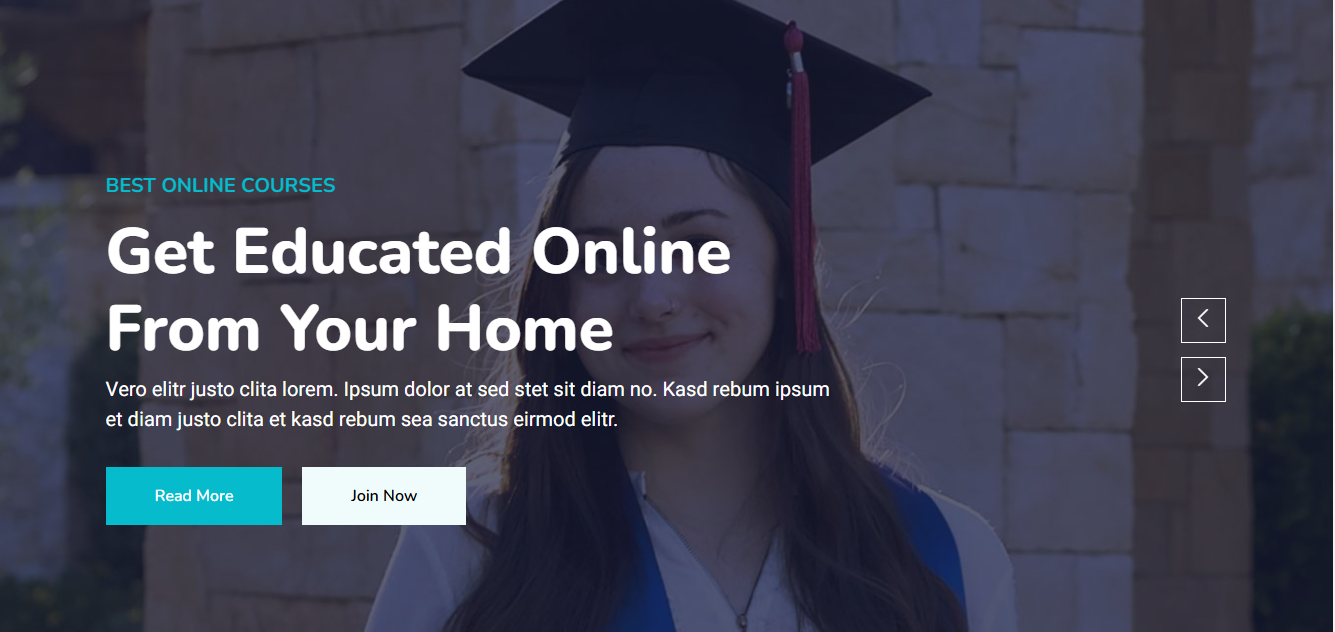 BEST ONLINE COURSES
Get Educated Online
From Your Home
Vero elitr justo clita lorem. Ipsum dolor at sed stet sit diam no. Kasd rebum ipsum
et diam justo clita et kasd rebum sea sanctus eirmod elitr.
Read More
Join Now